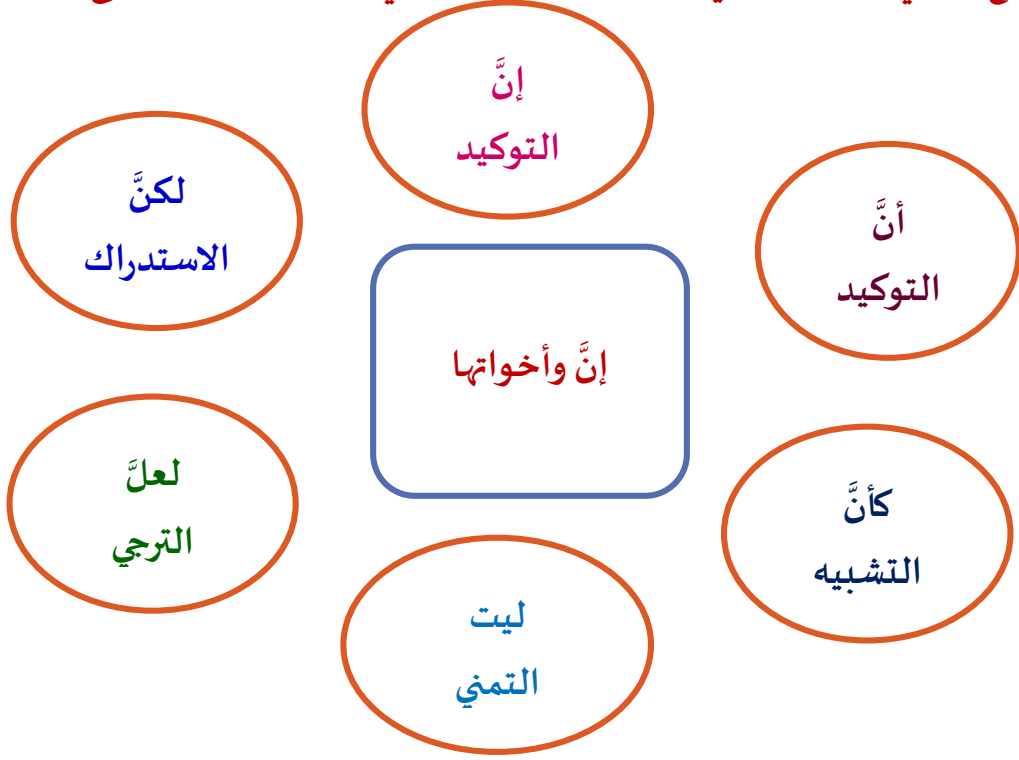 إنَّ
التوكيد
أنَّ
التوكيد
لكنَّ
الاستدراك
إنَّ وأخواتها
كأنَّ
التشبيه
لعلَّ
الترجي
ليت
التمني